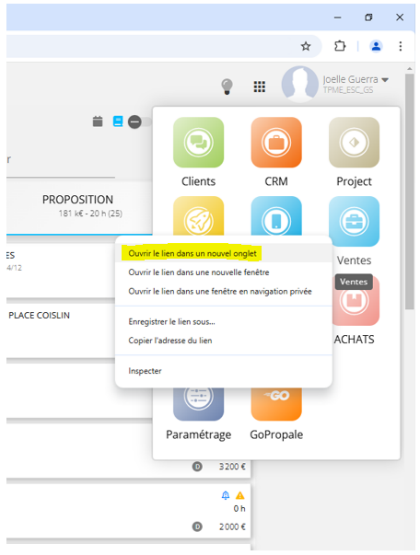 Joelle Guerra
TPME_ESC_G5
r
PROPOSITION
181 k€ - 20 h (25)
Clients
CRM
Project
ES
4/12
Ouvrir le lien dans un nouvel onglet
Ouvrir le lien dans une nouvelle fenêtre
Ouvrir le lien dans une fenêtre en navigation privée
Enregistrer le lien sous...
Copier l'adresse du lien
Inspecter
Ventes
Ventes
PLACE COISLIN
ACHATS
GO
Paramétrage
GoPropale
D
3 200 €
0 h
D
2 000 €